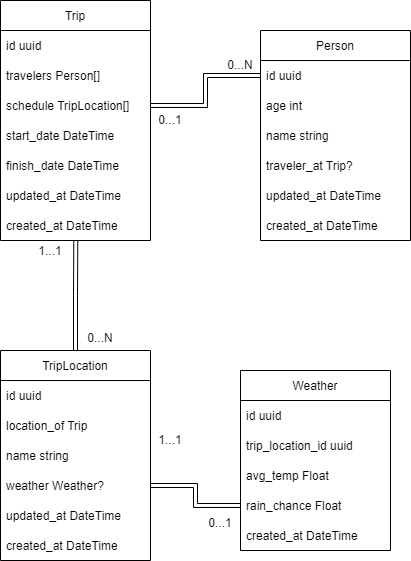 Trip
id uuid
travelers Person[]
schedule TripLocation[]
start_date DateTime
finish_date DateTime
updated_at DateTime
created_at DateTime
0...1
0...N
Person
id uuid
age int
name string
traveler_at Trip?
updated_at DateTime
created_at DateTime
1...1
0...N
TripLocation
id uuid
location_of Trip
name string
weather Weather?
updated_at DateTime
created_at DateTime
1...1
0...1
Weather
id uuid
trip_location_id uuid
avg_temp Float
rain_chance Float
created_at DateTime